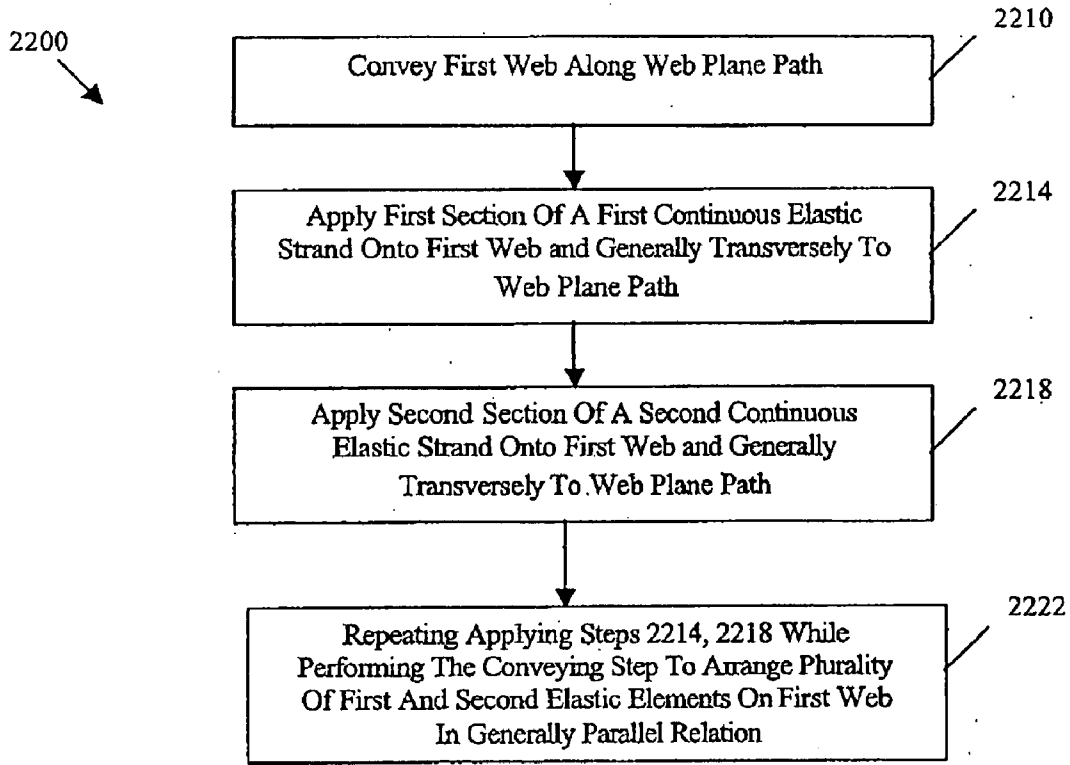 2200
2210
Convey First Web Along Web Plane Path
2214
Apply First Section Of A First Continuous Elastic
Strand Onto First Web and Generally Transversely To
Web Plane Path
2218
Apply Second Section Of A Second Continuous
Elastic Strand Onto First Web and Generally
Transversely To Web Plane Path
2222
Repeating Applying Steps 2214, 2218 While
Performing The Conveying Step To Arrange Plurality
Of First And Second Elastic Elements On First Web
In Generally Parallel Relation